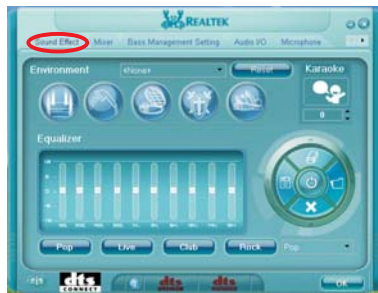 REALTEK
Sound Effect Mixer Bass Management Setting Audio I/O Microphone
Environment <None> Reset Karaoke
0
Equalizer
Pop Live Club Rock Pop
dts CONNECT dts dts OK